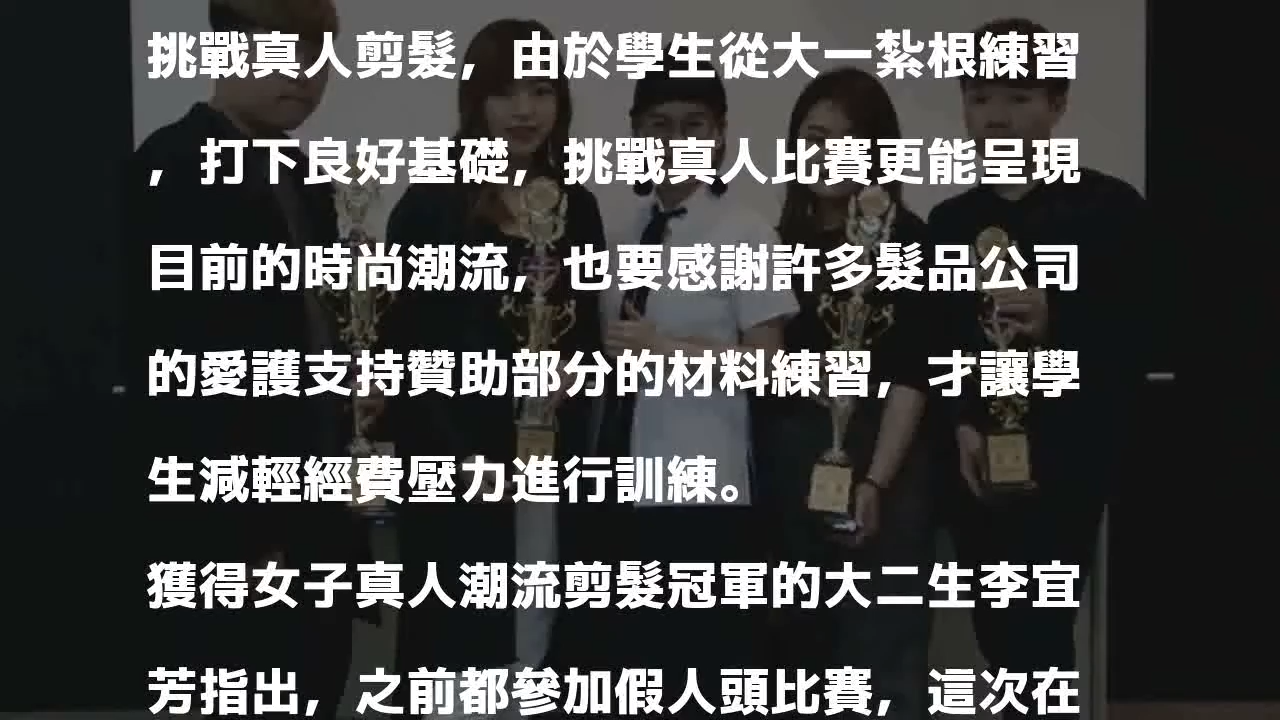 挑戰真人剪髮，由於學生從大一紮根練習
，打下良好基礎，挑戰真人比賽更能呈現
目前的時尚潮流，也要感謝許多髮品公司
的愛護支持贊助部分的材料練習，才讓學
生減輕經費壓力進行訓練。
獲得女子真人潮流剪髮冠軍的大二生李宜
芳指出，之前都參加假人頭比賽，這次在